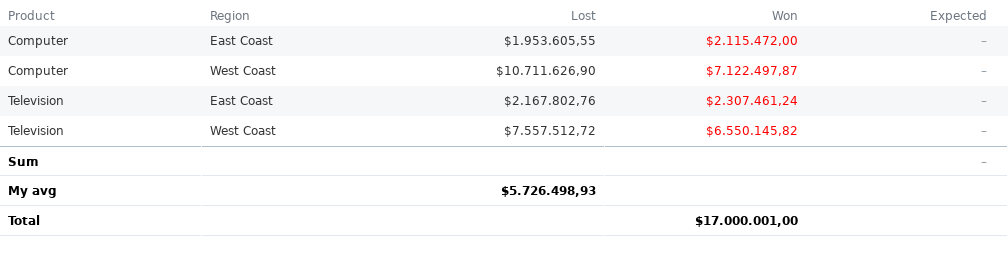 Product Region Lost Won Expected
Computer East Coast $1.953.605,55 $2.115.472,00 –
Computer West Coast $10.711.626,90 $7.122.497,87 –
Television East Coast $2.167.802,76 $2.307.461,24 –
Television West Coast $7.557.512,72 $6.550.145,82 –
Sum –
My avg $5.726.498,93
Total $17.000.001,00